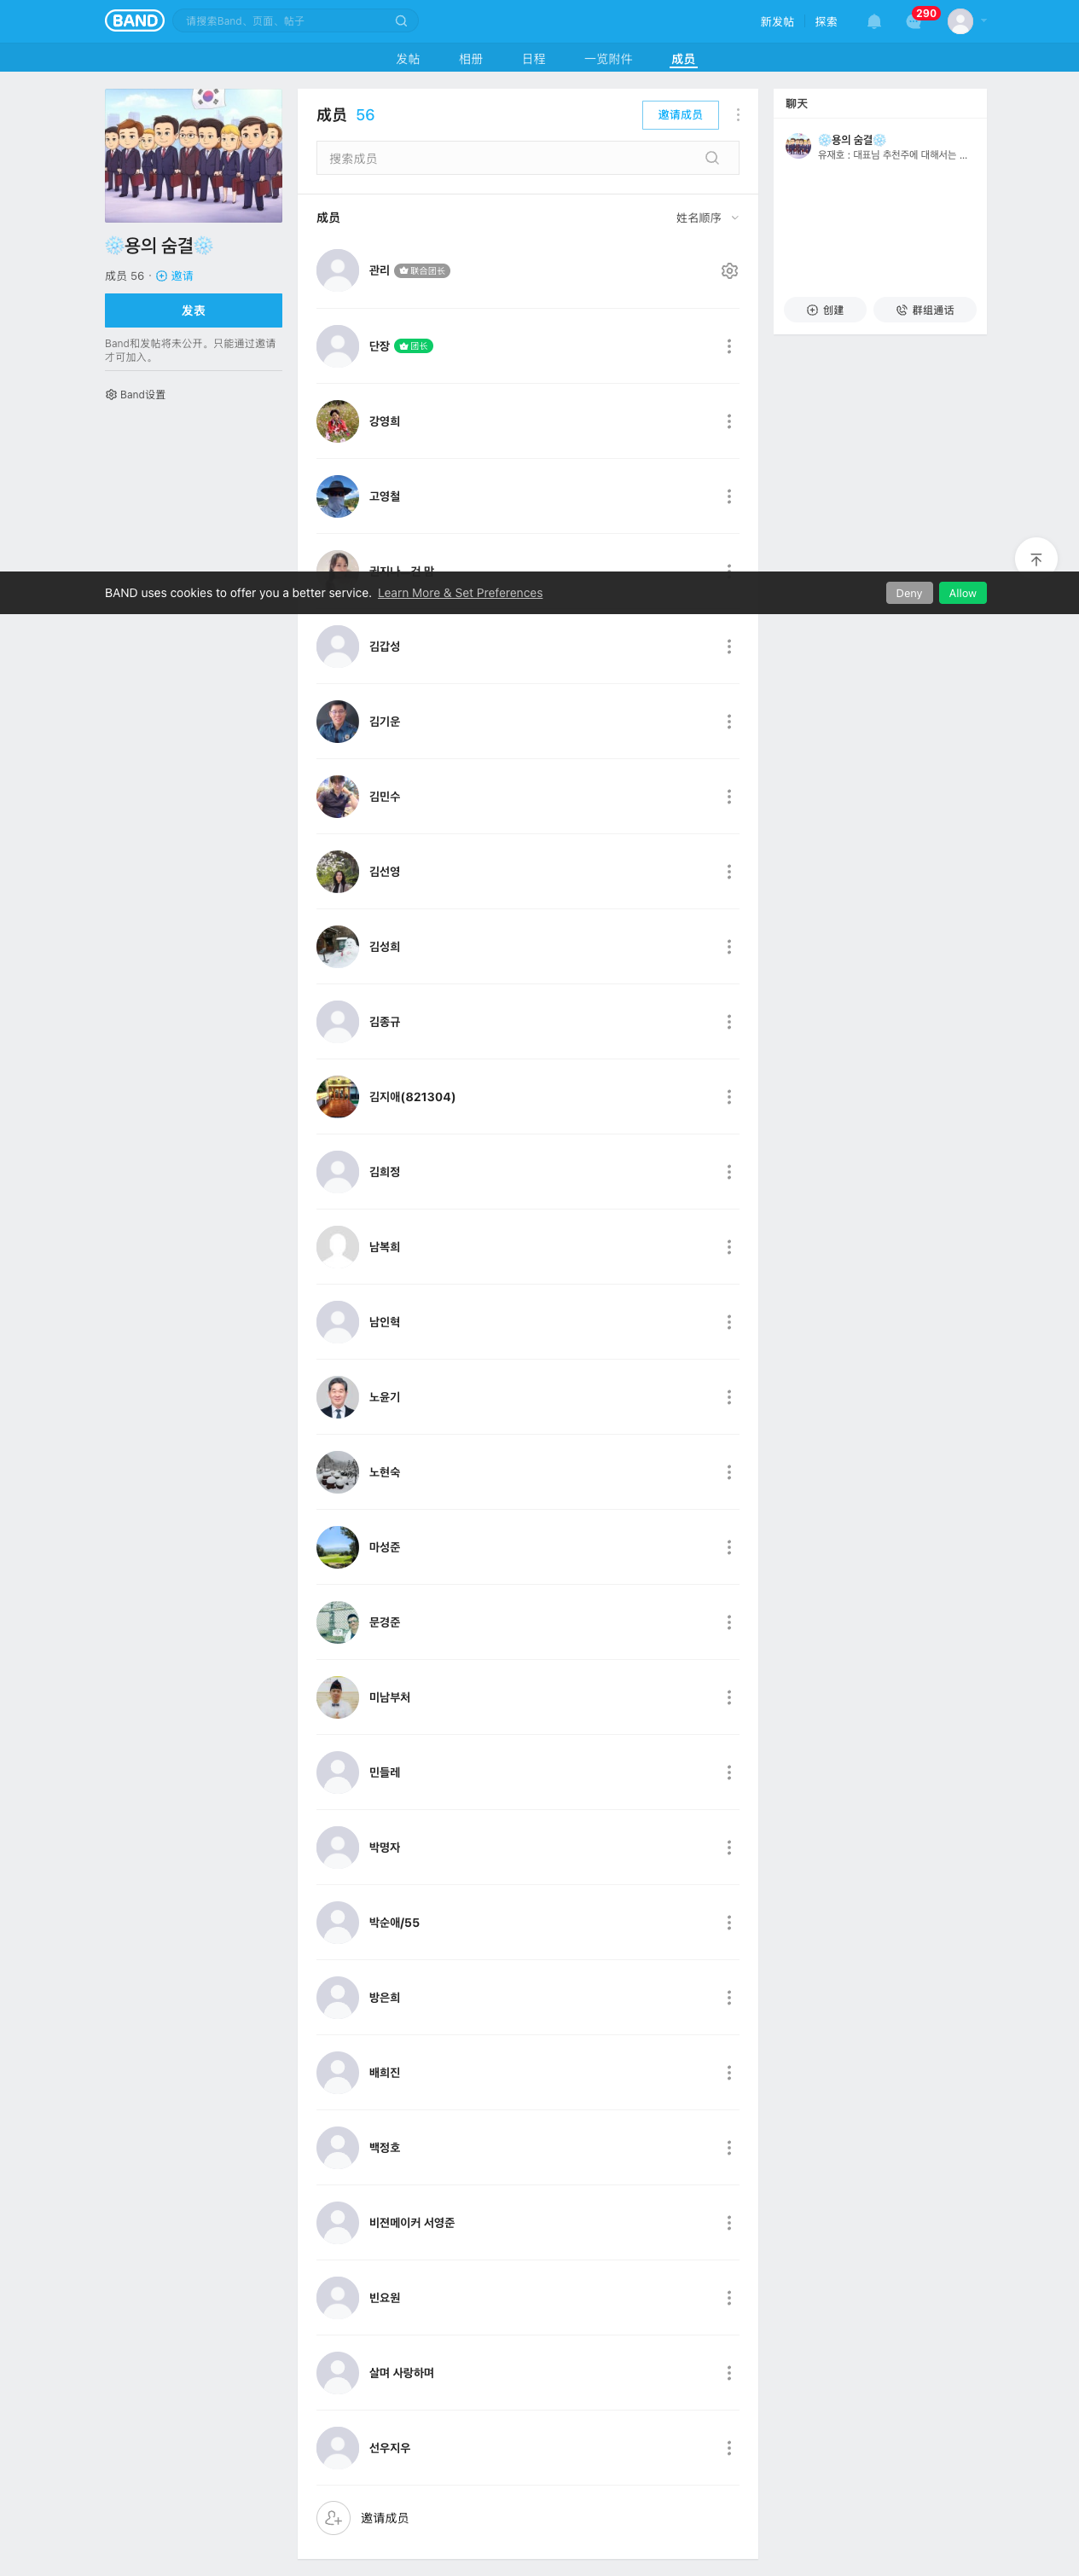 BAND
请搜索Band、页面、帖子
新发帖
探索
290
发帖
相册
日程
一览附件
成员
❄용의 숨결❄
成员 56 · 邀请
发表
Band和发帖将未公开。只能通过邀请
才可加入。
Band设置
成员 56
邀请成员
搜索成员
成员
姓名顺序
관리 联合团长
단장 团长
강영희
고영철
BAND uses cookies to offer you a better service. Learn More & Set Preferences
Deny
Allow
김갑성
김기운
김민수
김선영
김성희
김종규
김지애(821304)
김희정
남복희
남인혁
노윤기
노현숙
마성준
문경준
미남부처
민들레
박명자
박순애/55
방은희
배희진
백정호
비젼메이커 서영준
빈요원
살며 사랑하며
선우지우
邀请成员
聊天
❄용의 숨결❄
유재호 : 대표님 추천주에 대해서는 ...
创建
群组通话